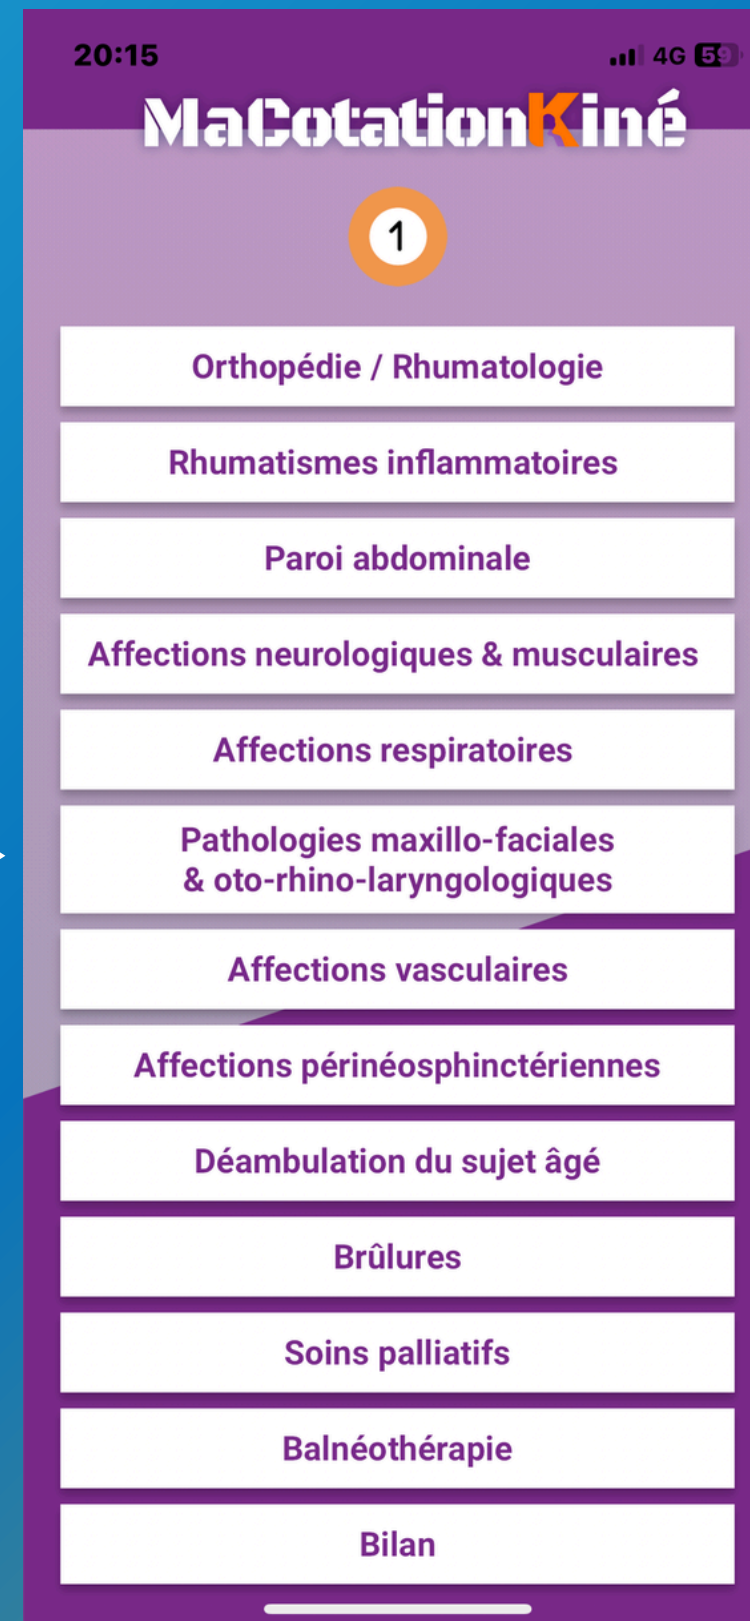 20:15
4G 59
MaCotationKiné
1
Orthopédie / Rhumatologie
Rhumatismes inflammatoires
Paroi abdominale
Affections neurologiques & musculaires
Affections respiratoires
Pathologies maxillo-faciales
& oto-rhino-laryngologiques
Affections vasculaires
Affections périnéosphinctériennes
Déambulation du sujet âgé
Brûlures
Soins palliatifs
Balnéothérapie
Bilan